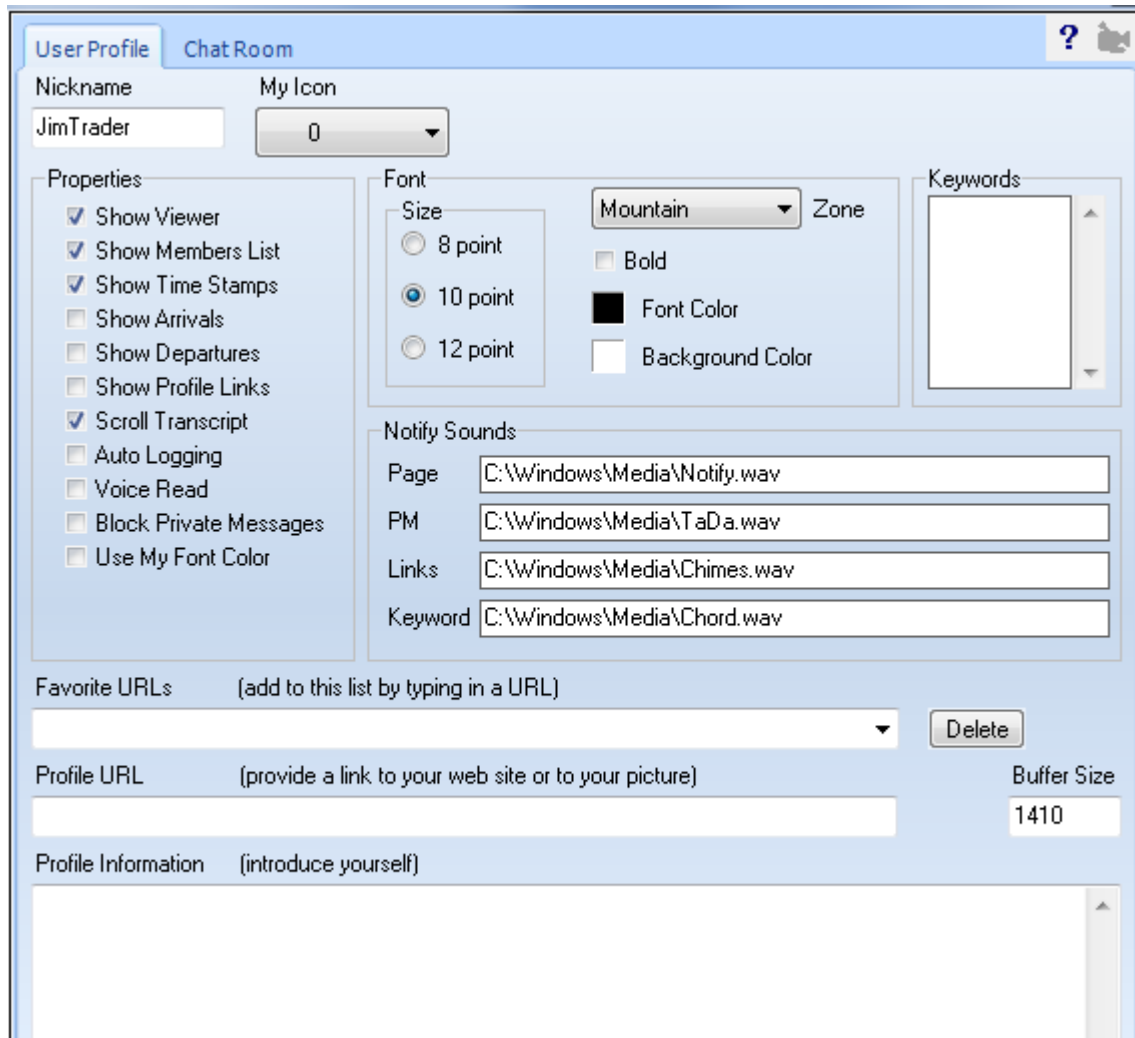 User Profile Chat Room ?
Nickname My Icon
JimTrader 0
Properties
Show Viewer
Show Members List
Show Time Stamps
Show Arrivals
Show Departures
Show Profile Links
Scroll Transcript
Auto Logging
Voice Read
Block Private Messages
Use My Font Color
Font
Size
8 point
10 point
12 point
Mountain Zone
Bold
Font Color
Background Color
Keywords
Notify Sounds
Page C:\Windows\Media\Notify.wav
PM C:\Windows\Media\TaDa.wav
Links C:\Windows\Media\Chimes.wav
Keyword C:\Windows\Media\Chord.wav
Favorite URLs (add to this list by typing in a URL)
Delete
Profile URL (provide a link to your web site or to your picture)
Buffer Size
1410
Profile Information (introduce yourself)